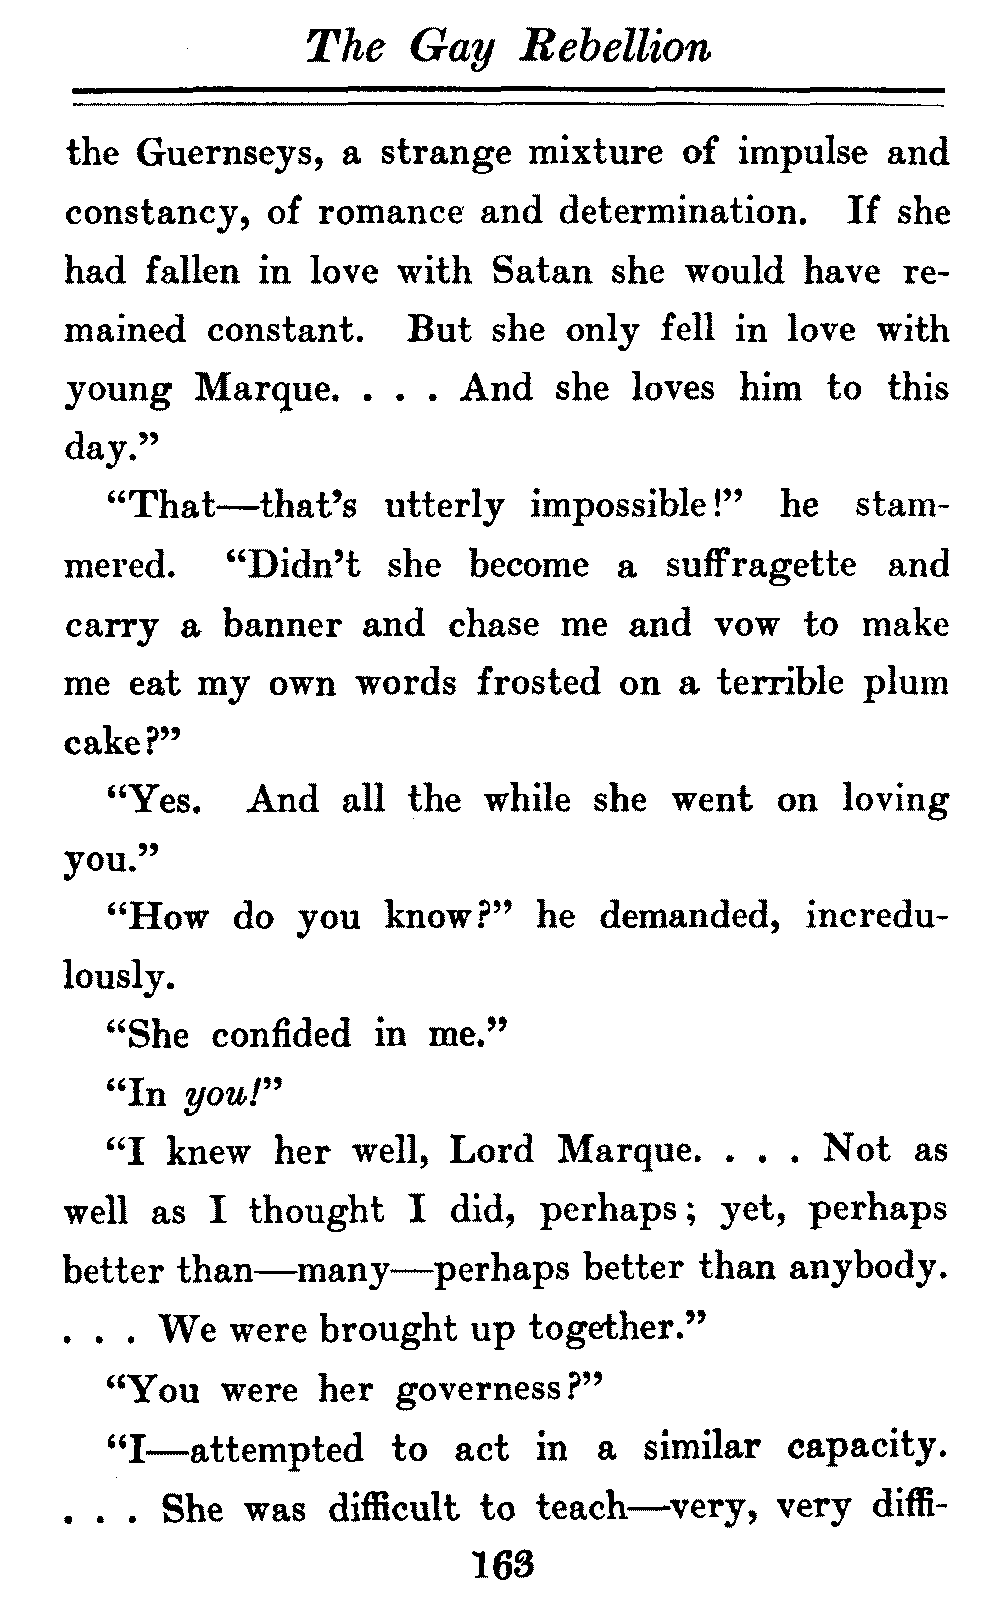 The Gay Rebellion
the Guernseys, a strange mixture of impulse and
constancy, of romance and determination. If she
had fallen in love with Satan she would have re-
mained constant. But she only fell in love with
young Marque. . . . And she loves him to this
day.”
“That—that’s utterly impossible!” he stam-
mered. “Didn’t she become a suffragette and
carry a banner and chase me and vow to make
me eat my own words frosted on a terrible plum
cake?”
“Yes. And all the while she went on loving
you.”
“How do you know?” he demanded, incredu-
lously.
“She confided in me.”
“In you!”
“I knew her well, Lord Marque. . . . Not as
well as I thought I did, perhaps; yet, perhaps
better than—many—perhaps better than anybody.
. . . We were brought up together.”
“You were her governess?”
“I—attempted to act in a similar capacity.
. . . She was difficult to teach—very, very diffi-
163